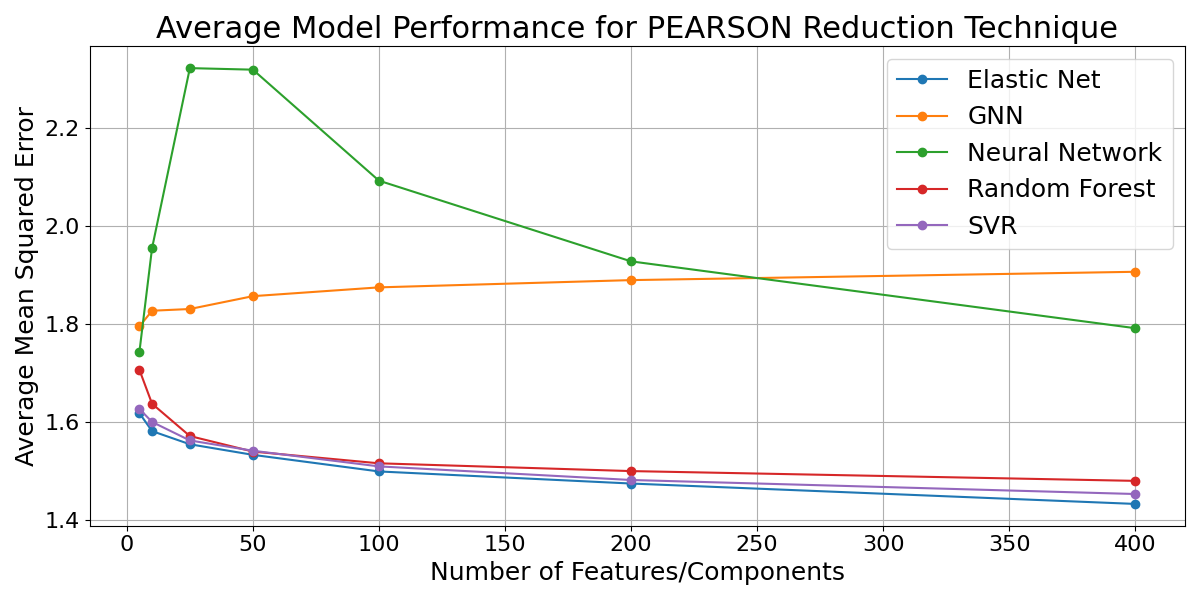 Average Model Performance for PEARSON Reduction Technique
Average Mean Squared Error
2.2
2.0
1.8
1.6
1.4
Elastic Net
GNN
Neural Network
Random Forest
SVR
0 50 100 150 200 250 300 350 400
Number of Features/Components